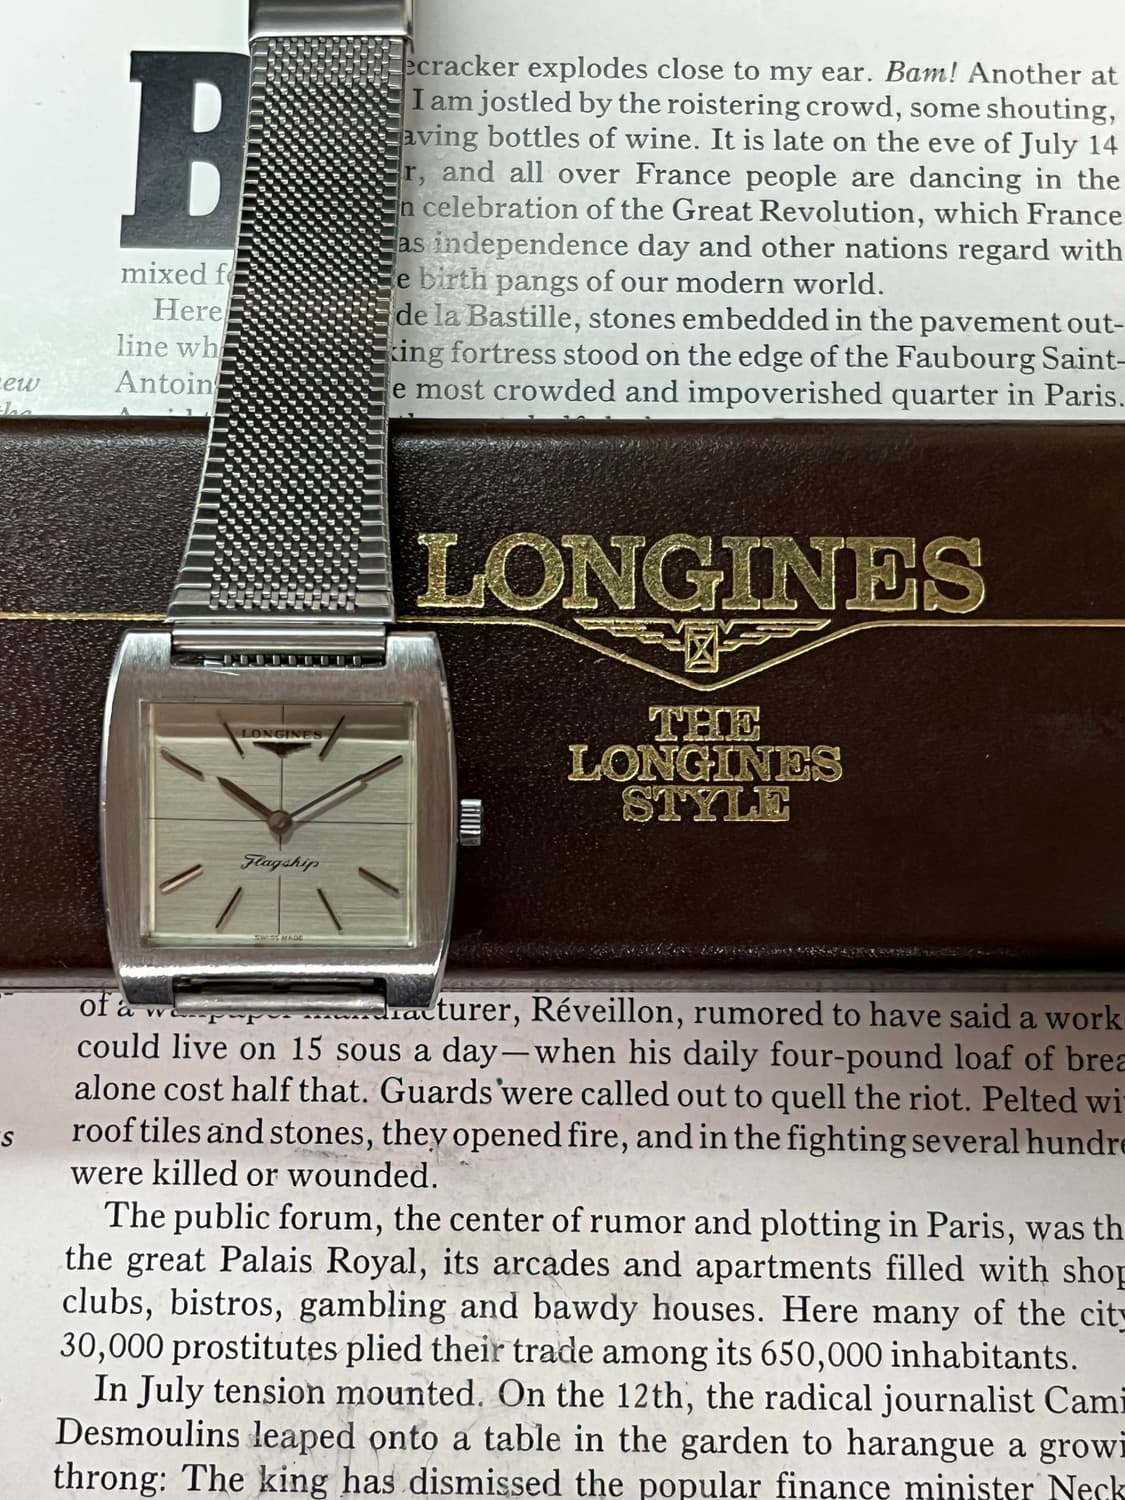 B
ecracker explodes close to my ear. Bam! Another at
I am jostled by the roistering crowd, some shouting,
aving bottles of wine. It is late on the eve of July 14
r, and all over France people are dancing in the
n celebration of the Great Revolution, which France
as independence day and other nations regard with
mixed f e birth pangs of our modern world.
Here de la Bastille, stones embedded in the pavement out-
line wh king fortress stood on the edge of the Faubourg Saint-
ew
Antoin e most crowded and impoverished quarter in Paris.
LONGINES
THE
LONGINES
STYLE
LONGINES
Flagship
SWISS MADE
of a wallpaper manufacturer, Réveillon, rumored to have said a work
could live on 15 sous a day—when his daily four-pound loaf of brea
alone cost half that. Guards were called out to quell the riot. Pelted wi
s
roof tiles and stones, they opened fire, and in the fighting several hundre
were killed or wounded.
The public forum, the center of rumor and plotting in Paris, was th
the great Palais Royal, its arcades and apartments filled with shop
clubs, bistros, gambling and bawdy houses. Here many of the city
30,000 prostitutes plied their trade among its 650,000 inhabitants.
In July tension mounted. On the 12th, the radical journalist Cami
Desmoulins leaped onto a table in the garden to harangue a growi
throng: The king has dismissed the popular finance minister Neck